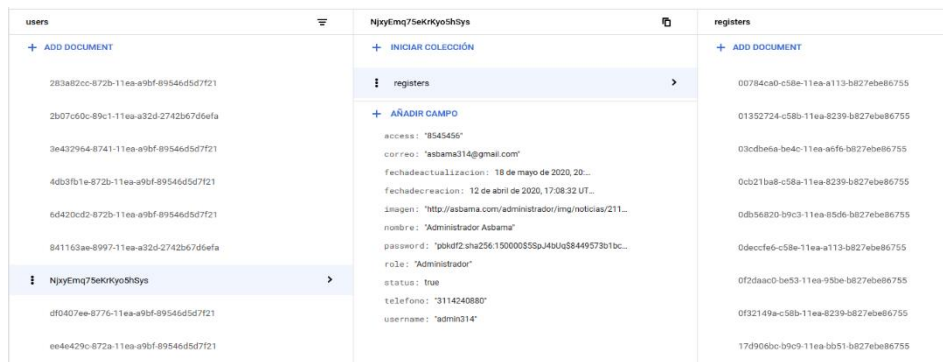 users
+ ADD DOCUMENT
283a82cc-872b-11ea-a9bf-89546d5d7f21
2b07c60c-89c1-11ea-a32d-2742b67d6efa
3e432964-8741-11ea-a9bf-89546d5d7f21
4db3fb1e-872b-11ea-a9bf-89546d5d7f21
6d420cd2-872b-11ea-a9bf-89546d5d7f21
841163ae-8997-11ea-a32d-2742b67d6efa
NjxyEmq75eKrKyo5hSys
df0407ee-8776-11ea-a9bf-89546d5d7f21
ee4e429c-872a-11ea-a9bf-89546d5d7f21
NjxyEmq75eKrKyo5hSys
+ INICIAR COLECCIÓN
registers
+ AÑADIR CAMPO
access: "8545456"
correo: "asbama314@gmail.com"
fechadeactualizacion: 18 de mayo de 2020, 20:...
fechadecreacion: 12 de abril de 2020, 17:08:32 UT...
imagen: "http://asbama.com/administrador/img/noticias/211...
nombre: "Administrador Asbama"
password: "pbkdf2:sha256:150000$5SpJ4bUq$8449573b1bc...
role: "Administrador"
status: true
telefono: "3114240880"
username: "admin314"
registers
+ ADD DOCUMENT
00784ca0-c58e-11ea-a113-b827ebe86755
01352724-c58b-11ea-8239-b827ebe86755
03cdbe6a-be4c-11ea-a6f6-b827ebe86755
0cb21ba8-c58a-11ea-8239-b827ebe86755
0db56820-b9c3-11ea-85d6-b827ebe86755
0deccfe6-c58e-11ea-a113-b827ebe86755
0f2daac0-be53-11ea-95be-b827ebe86755
0f32149a-c58b-11ea-8239-b827ebe86755
17d906bc-b9c9-11ea-bb51-b827ebe86755